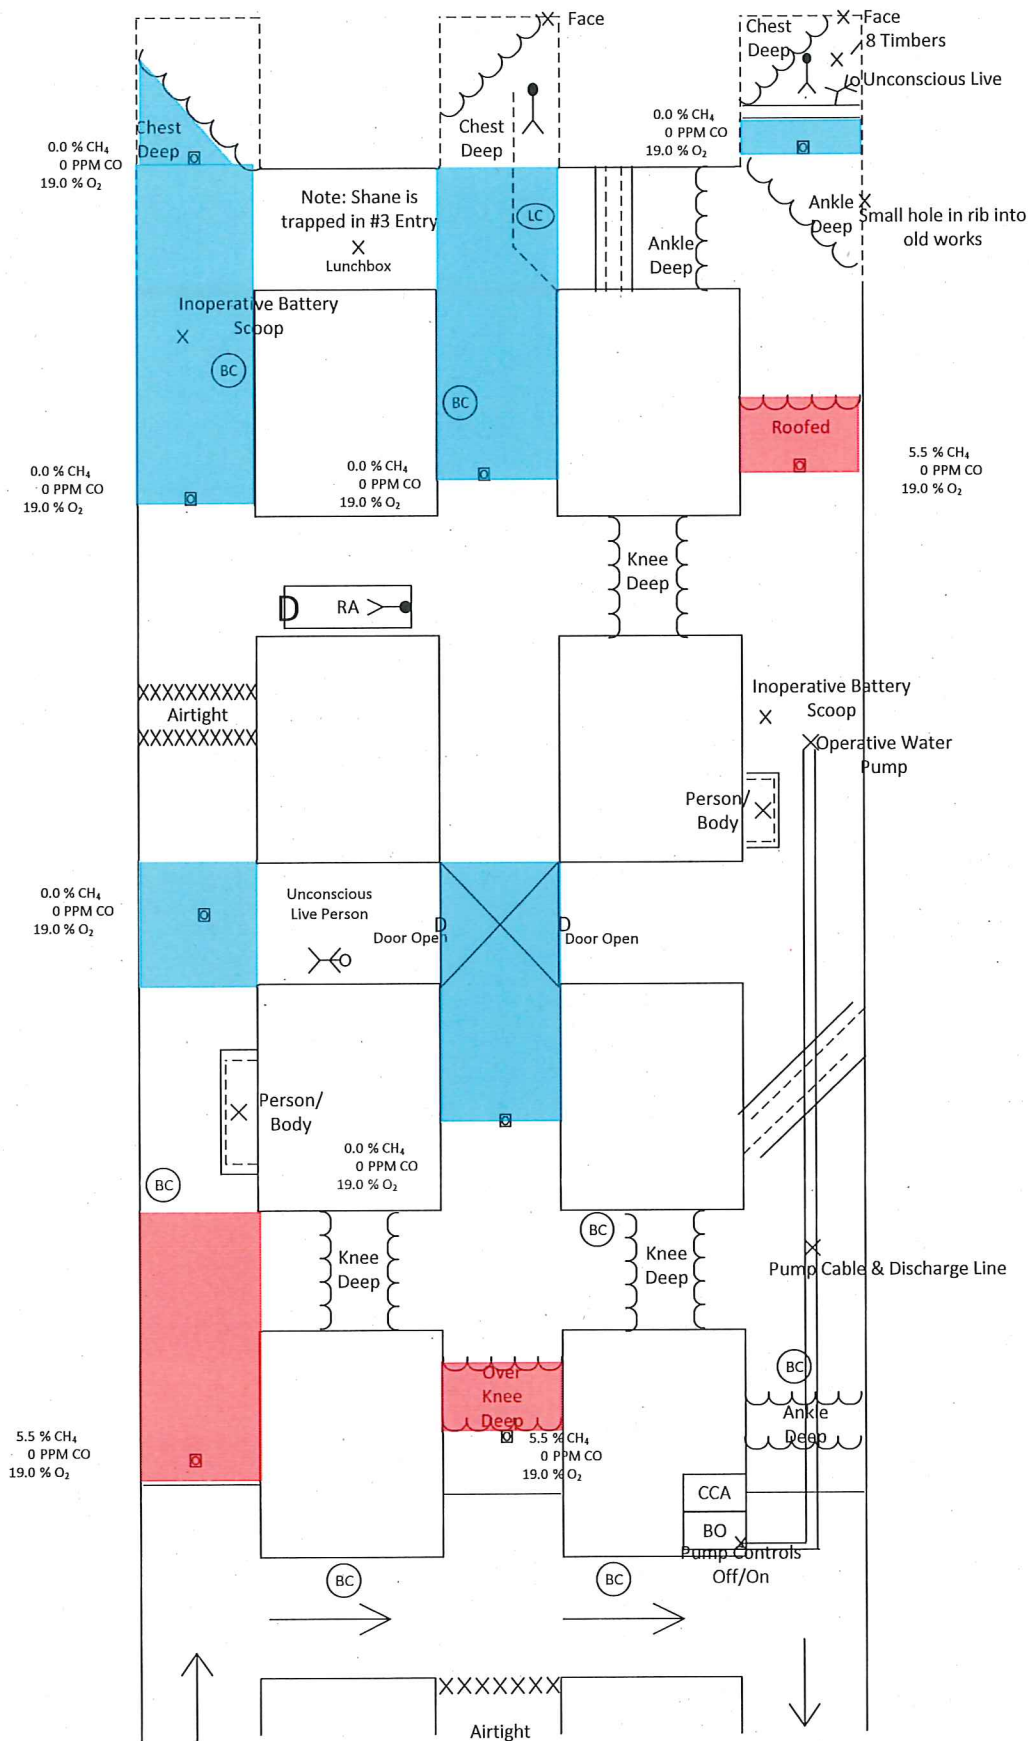 Face
Chest
Deep
Face
8 Timbers
Unconscious Live
Chest
Deep
0.0 % CH₄
0 PPM CO
19.0 % O₂
Chest
Deep
0.0 % CH₄
0 PPM CO
19.0 % O₂
Note: Shane is
trapped in #3 Entry
X
Lunchbox
LC
Ankle
Deep
Ankle
Deep
Small hole in rib into
old works
Inoperative Battery
Scoop
BC
BC
Roofed
0.0 % CH₄
0 PPM CO
19.0 % O₂
0.0 % CH₄
0 PPM CO
19.0 % O₂
5.5 % CH₄
0 PPM CO
19.0 % O₂
Knee
Deep
D
RA
XXXXXXXXXX
Airtight
XXXXXXXXXX
Inoperative Battery
Scoop
Operative Water
Pump
Person/
Body
0.0 % CH₄
0 PPM CO
19.0 % O₂
Unconscious
Live Person
D
Door Open
D
Door Open
Person/
Body
0.0 % CH₄
0 PPM CO
19.0 % O₂
BC
BC
Knee
Deep
Knee
Deep
Pump Cable & Discharge Line
BC
Over
Knee
Deep
Ankle
Deep
5.5 % CH₄
0 PPM CO
19.0 % O₂
5.5 % CH₄
0 PPM CO
19.0 % O₂
CCA
BO
Pump Controls
Off/On
BC
BC
XXXXXXX
Airtight